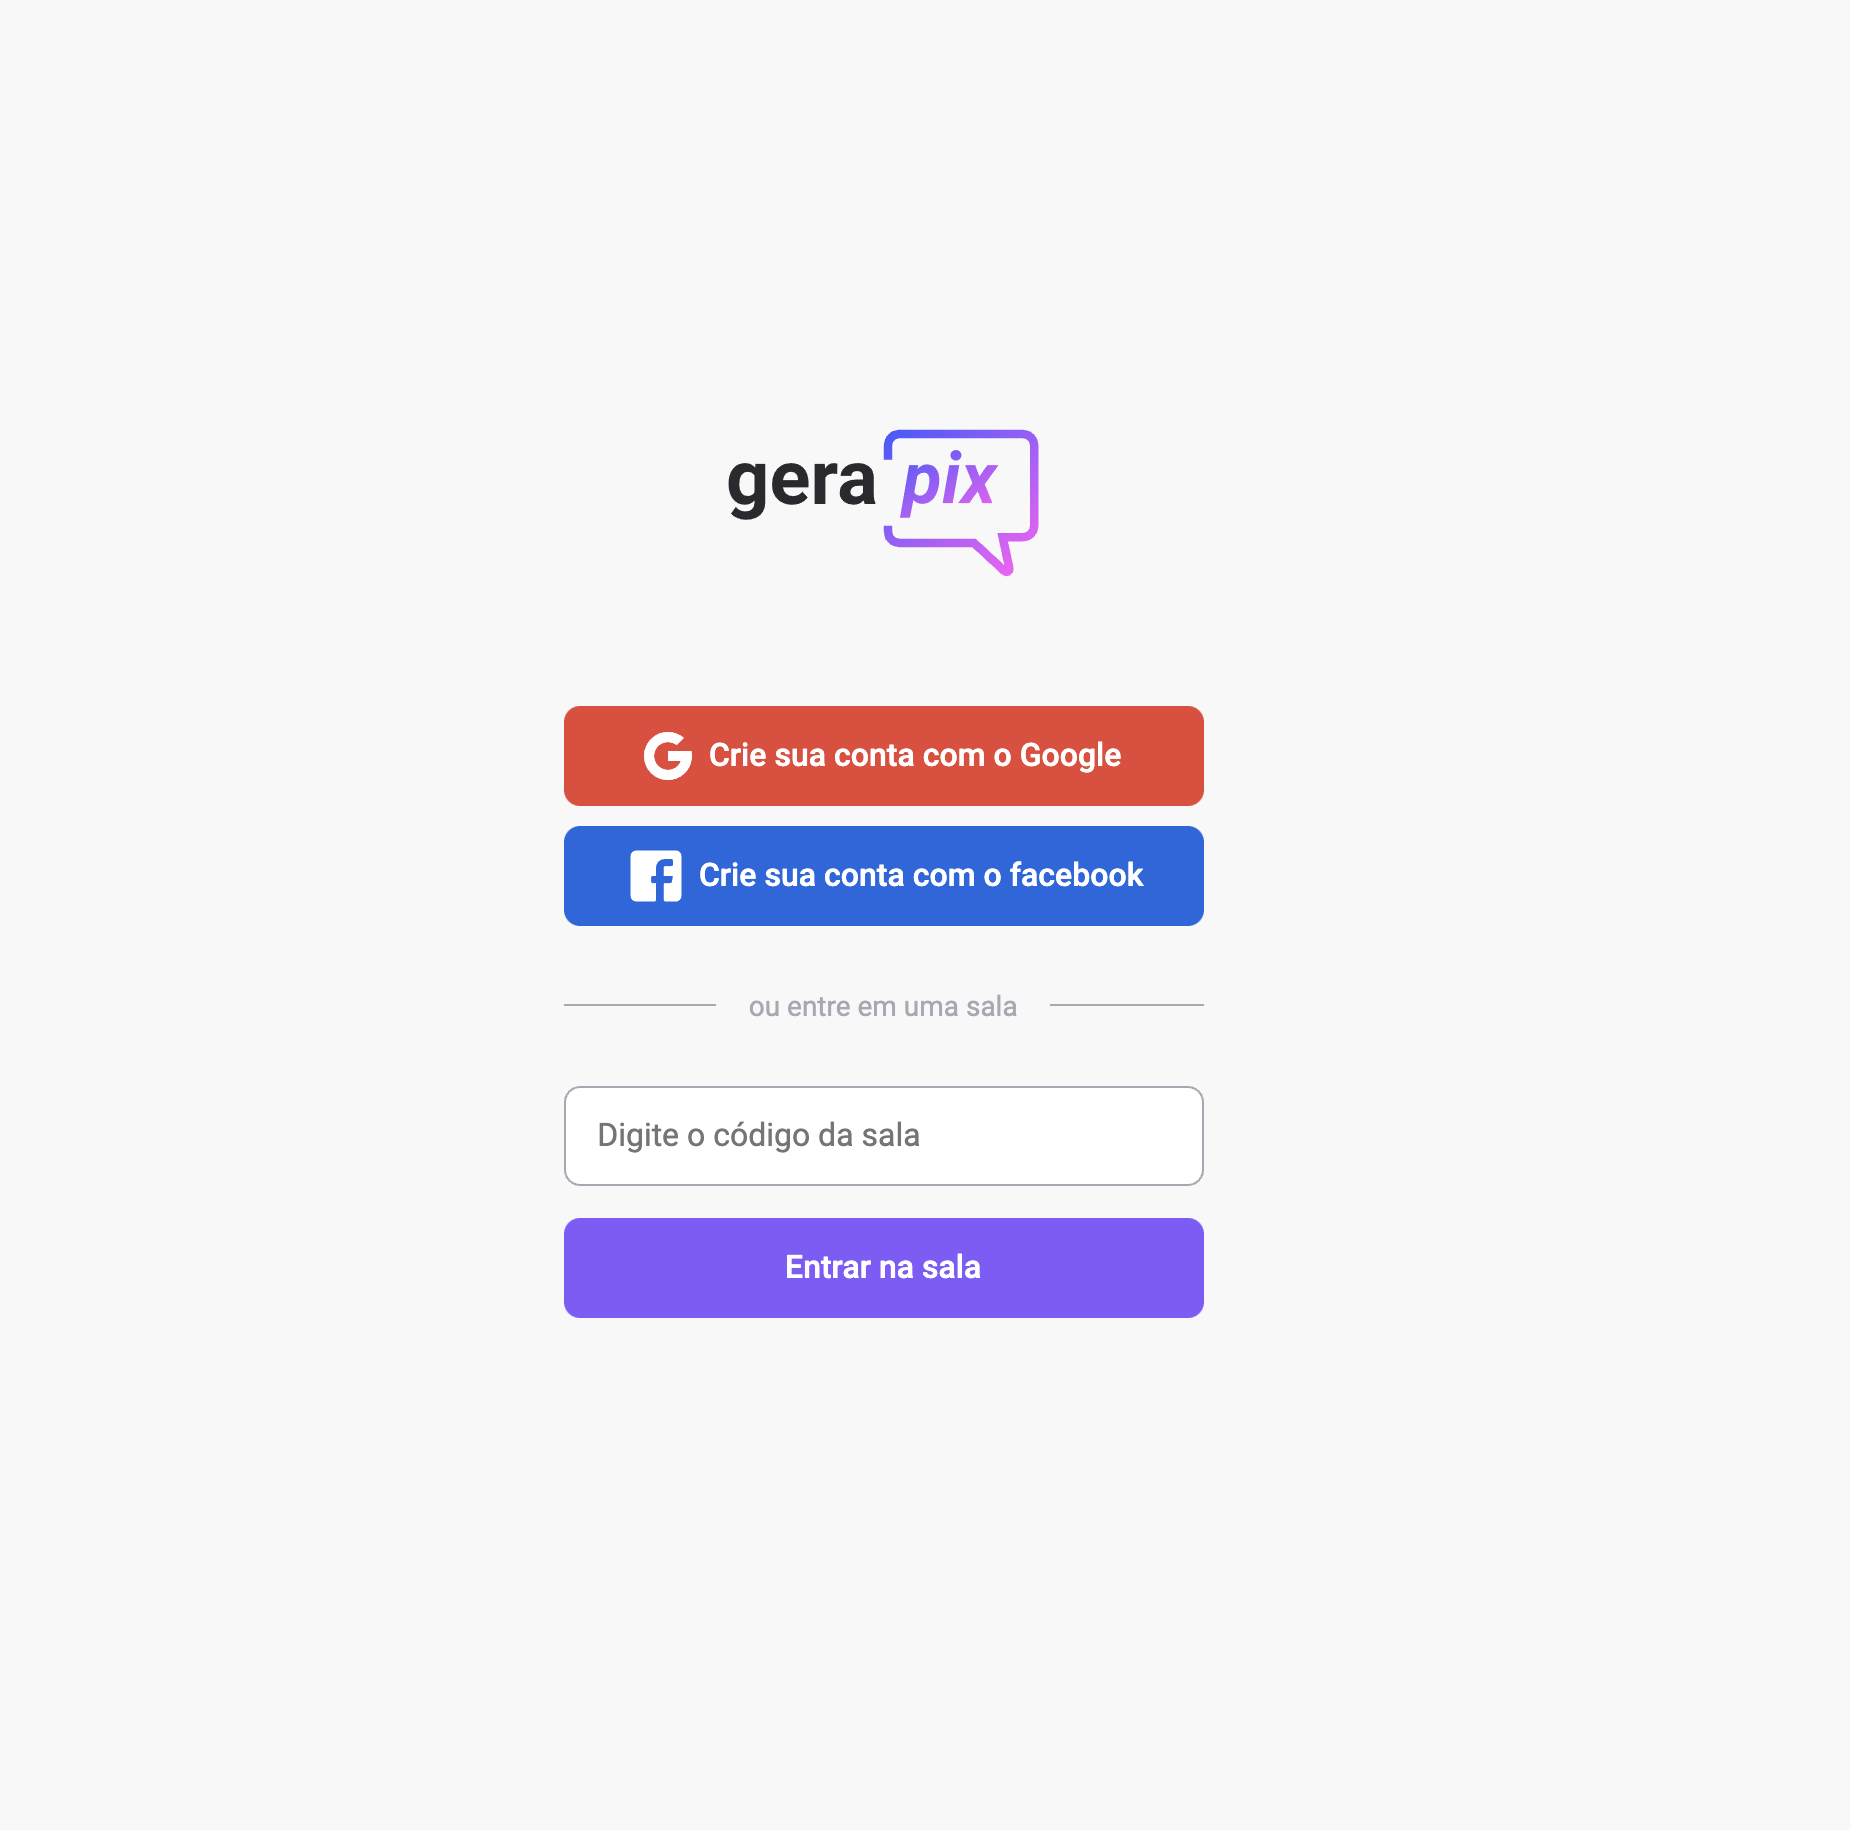 gera pix
Crie sua conta com o Google
Crie sua conta com o facebook
ou entre em uma sala
Digite o código da sala
Entrar na sala